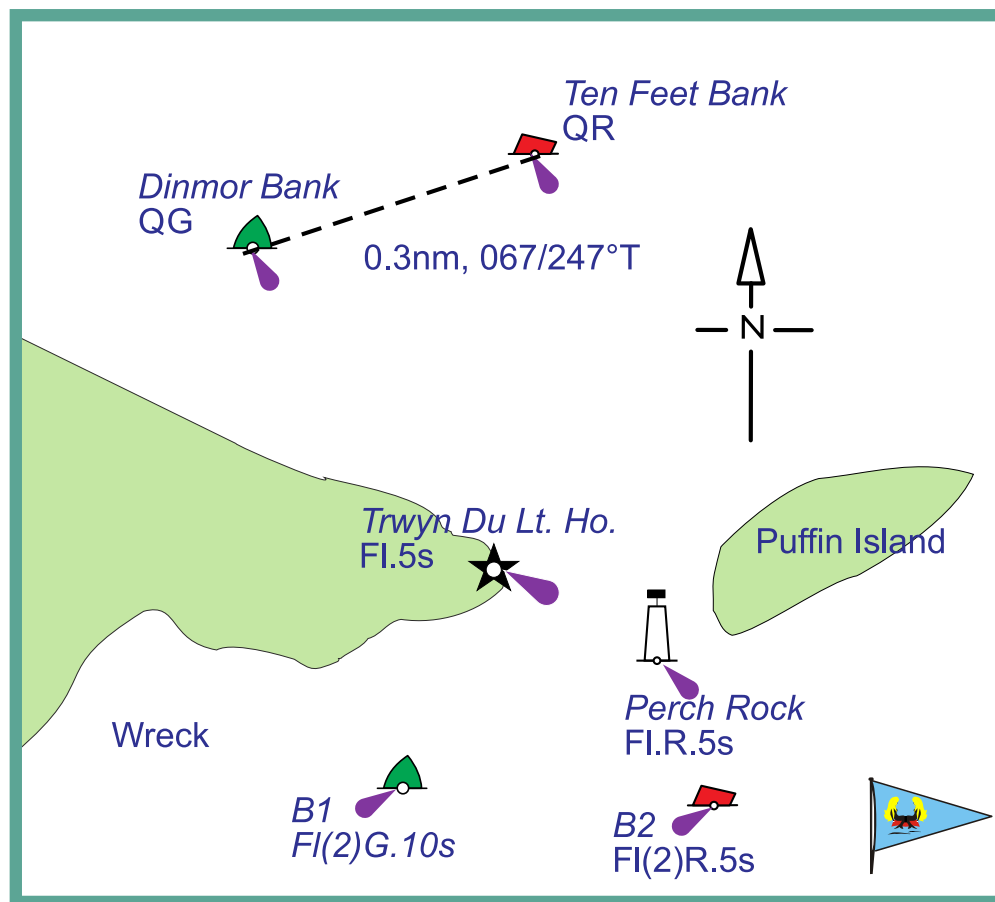 Ten Feet Bank
QR
Dinmor Bank
QG
0.3nm, 067/247°T
N
Trwyn Du Lt. Ho.
Fl.5s
Puffin Island
Perch Rock
Fl.R.5s
Wreck
B1
Fl(2)G.10s
B2
Fl(2)R.5s